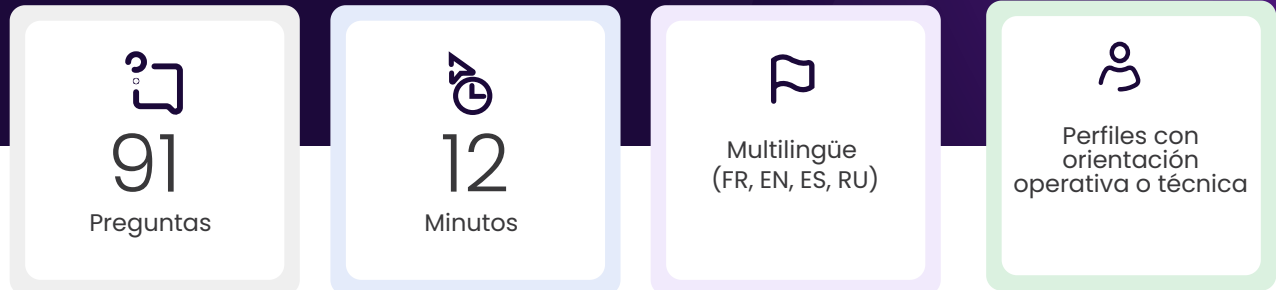 91
Preguntas
12
Minutos
Multilingüe
(FR, EN, ES, RU)
Perfiles con
orientación
operativa o técnica